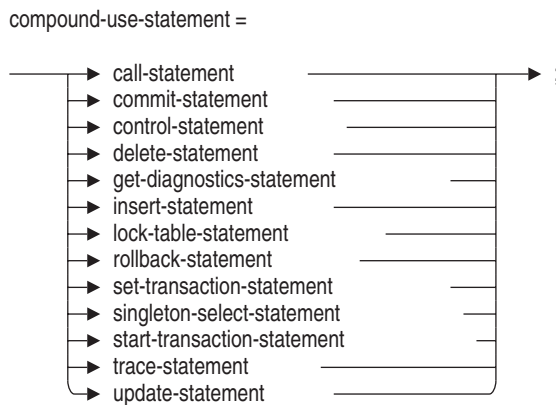 compound-use-statement =
call-statement ;
commit-statement
control-statement
delete-statement
get-diagnostics-statement
insert-statement
lock-table-statement
rollback-statement
set-transaction-statement
singleton-select-statement
start-transaction-statement
trace-statement
update-statement